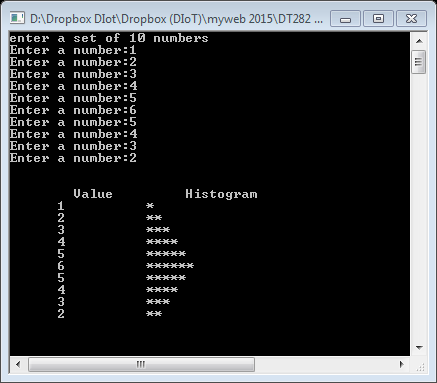 D:\Dropbox DIot\Dropbox (DIoT)\myweb 2015\DT282 ...
enter a set of 10 numbers
Enter a number:1
Enter a number:2
Enter a number:3
Enter a number:4
Enter a number:5
Enter a number:6
Enter a number:5
Enter a number:4
Enter a number:3
Enter a number:2
Value Histogram
1 *
2 **
3 ***
4 ****
5 *****
6 ******
5 *****
4 ****
3 ***
2 **